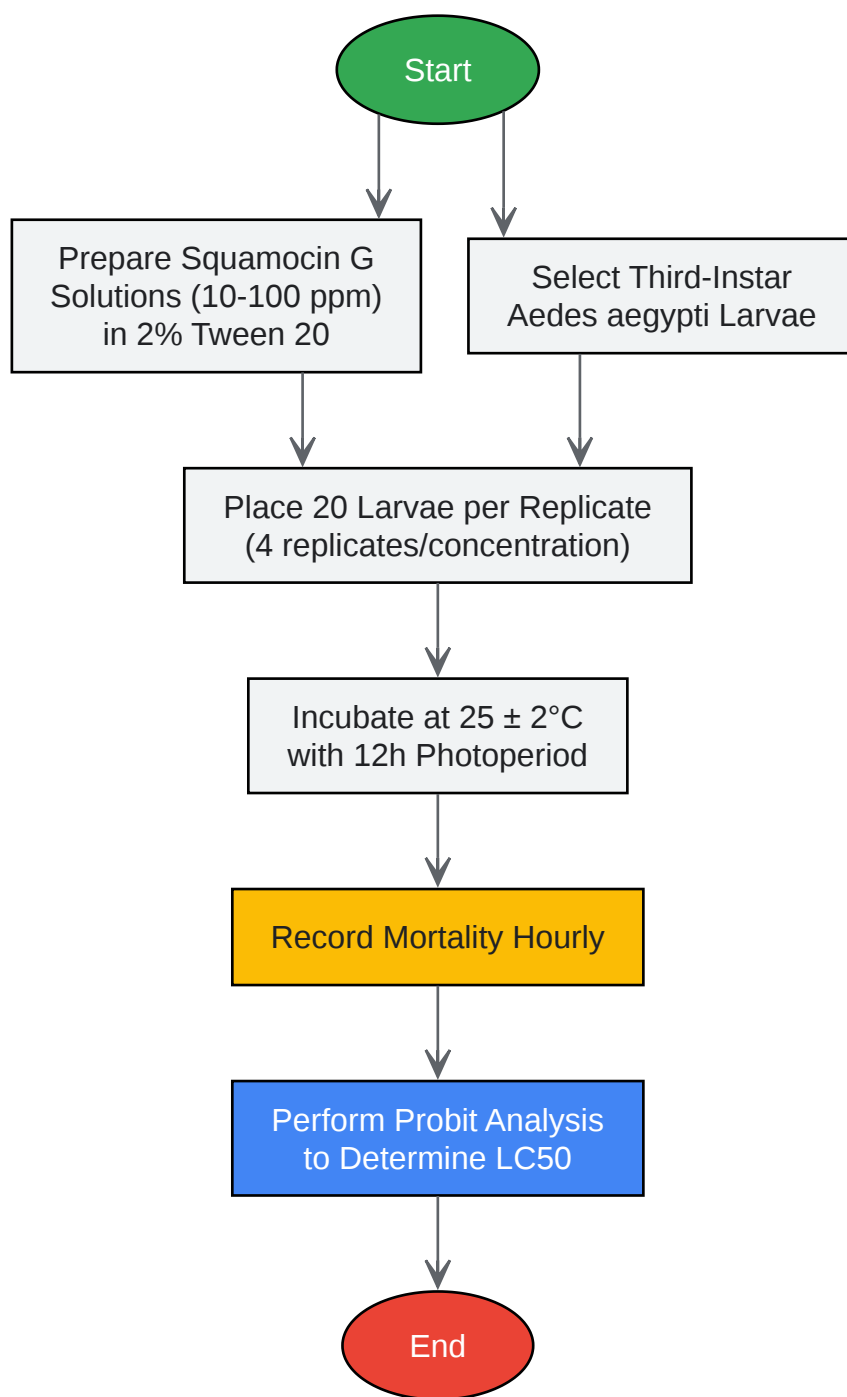 Start
Prepare Squamocin G
Solutions (10-100 ppm)
in 2% Tween 20
Select Third-Instar
Aedes aegypti Larvae
Place 20 Larvae per Replicate
(4 replicates/concentration)
Incubate at 25 ± 2°C
with 12h Photoperiod
Record Mortality Hourly
Perform Probit Analysis
to Determine LC50
End